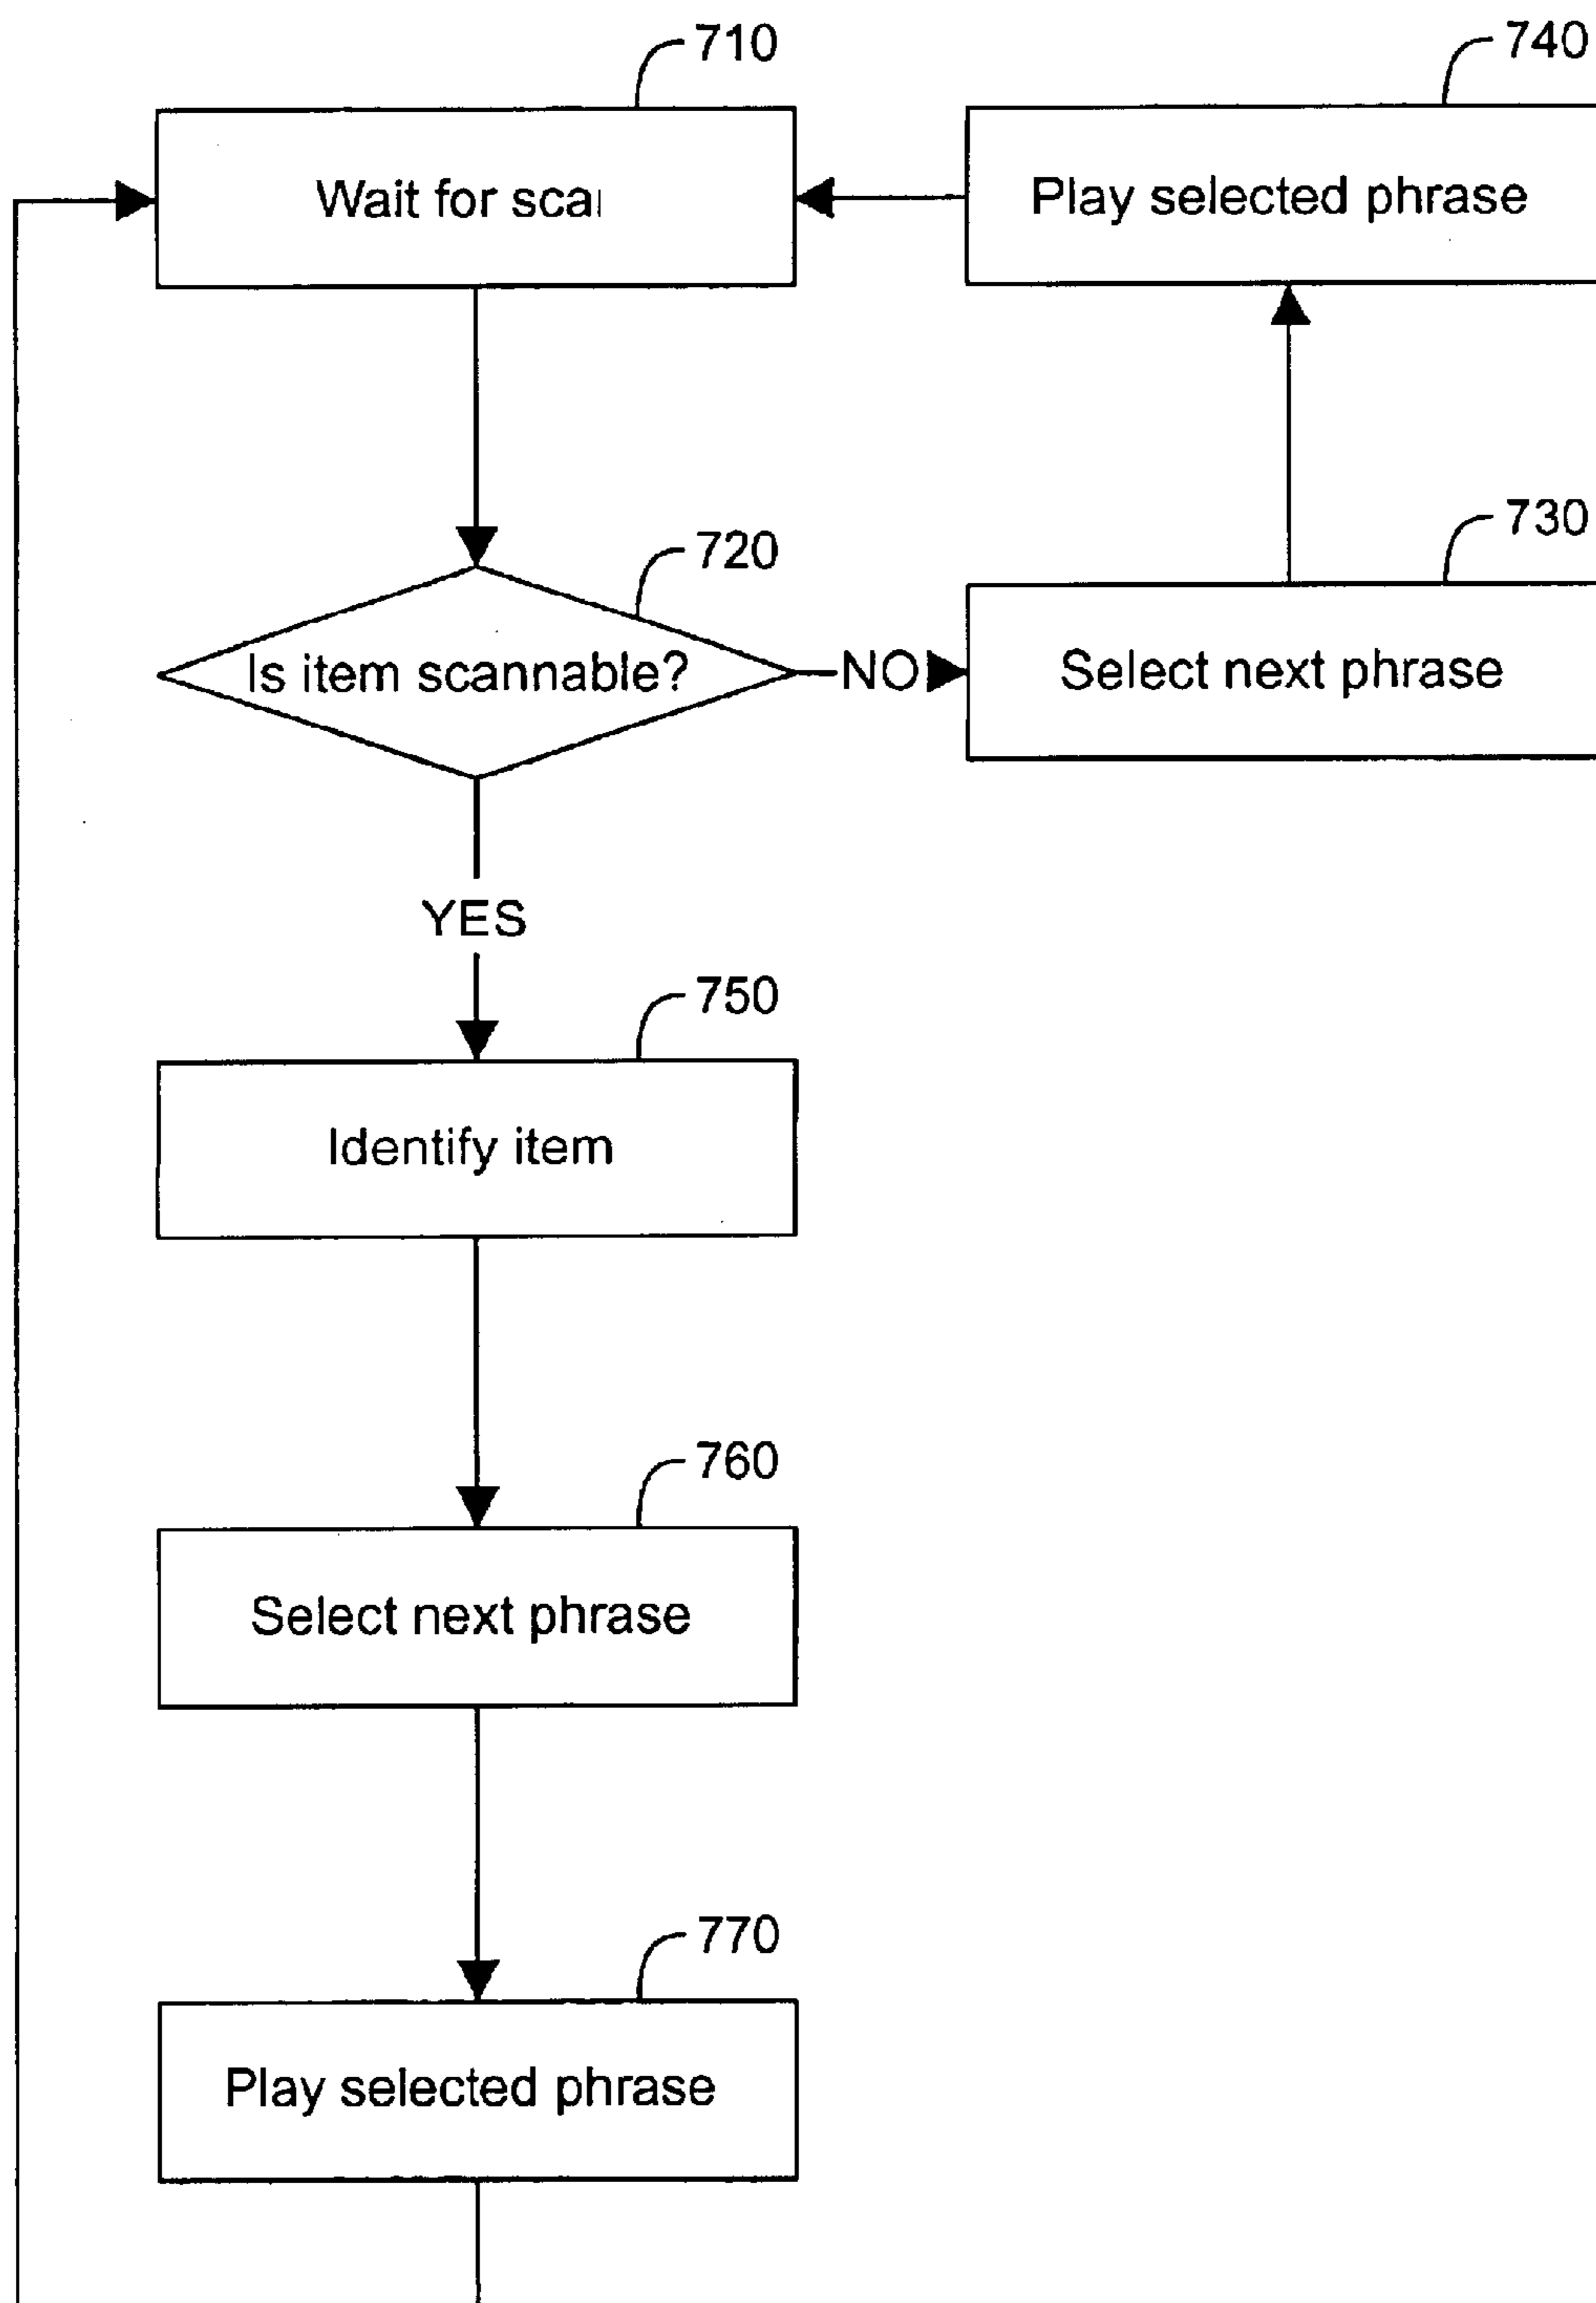 710
740
Wait for
Play selected phrase
720
730
Is item scannable?
NO
Select next phrase
YES
750
Identify item
760
Select next phrase
770
Play selected phrase